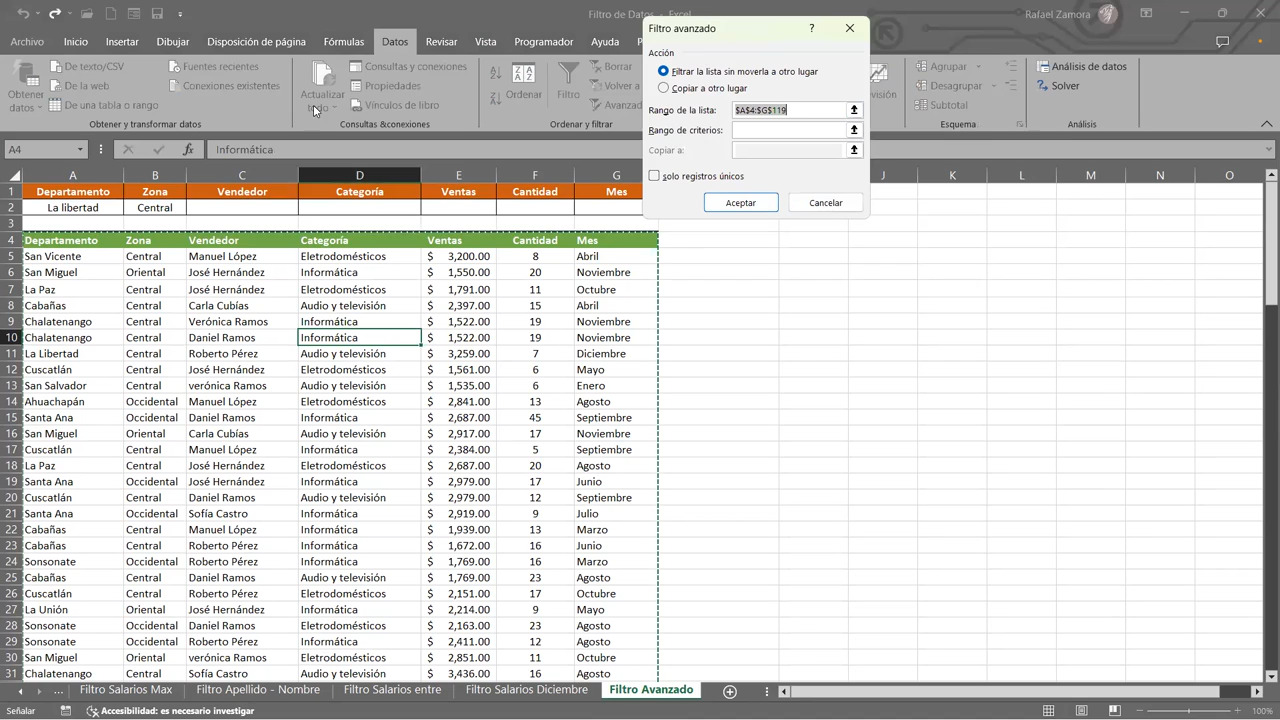 Filtro de Datos - Excel
Rafael Zamora
Archivo Inicio Insertar Dibujar Disposición de página Fórmulas Datos Revisar Vista Programador Ayuda
Obtener datos
De texto/CSV
De la web
De una tabla o rango
Fuentes recientes
Conexiones existentes
Obtener y transformar datos
Actualizar todo
Consultas y conexiones
Propiedades
Vínculos de libro
Consultas &conexiones
Ordenar
Filtro
Borrar
Volver a
Avanzad
Ordenar y filtrar
Agrupar
Desagrupar
Subtotal
Esquema
Análisis de datos
Solver
Análisis
Filtro avanzado
?
Acción
Filtrar la lista sin moverla a otro lugar
Copiar a otro lugar
Rango de la lista: $A$4:$G$119
Rango de criterios:
Copiar a:
solo registros únicos
Aceptar Cancelar
A4 fx Informática
A B C D E F G J K L M N O
1 Departamento Zona Vendedor Categoría Ventas Cantidad Mes
2 La libertad Central
3
4 Departamento Zona Vendedor Categoría Ventas Cantidad Mes
5 San Vicente Central Manuel López Eletrodomésticos $ 3,200.00 8 Abril
6 San Miguel Oriental José Hernández Informática $ 1,550.00 20 Noviembre
7 La Paz Central José Hernández Eletrodomésticos $ 1,791.00 11 Octubre
8 Cabañas Central Carla Cubías Audio y televisión $ 2,397.00 15 Abril
9 Chalatenango Central Verónica Ramos Informática $ 1,522.00 19 Noviembre
10 Chalatenango Central Daniel Ramos Informática $ 1,522.00 19 Noviembre
11 La Libertad Central Roberto Pérez Audio y televisión $ 3,259.00 7 Diciembre
12 Cuscatlán Central José Hernández Eletrodomésticos $ 1,561.00 6 Mayo
13 San Salvador Central verónica Ramos Audio y televisión $ 1,535.00 6 Enero
14 Ahuachapán Occidental Manuel López Eletrodomésticos $ 2,841.00 13 Agosto
15 Santa Ana Occidental Daniel Ramos Informática $ 2,687.00 45 Septiembre
16 San Miguel Oriental Carla Cubías Audio y televisión $ 2,917.00 17 Noviembre
17 Cuscatlán Central Manuel López Informática $ 2,384.00 5 Septiembre
18 La Paz Central José Hernández Eletrodomésticos $ 2,687.00 20 Agosto
19 Santa Ana Occidental José Hernández Informática $ 2,979.00 17 Junio
20 Cuscatlán Central Daniel Ramos Audio y televisión $ 2,979.00 12 Septiembre
21 Santa Ana Occidental Sofía Castro Informática $ 2,919.00 9 Julio
22 Cabañas Central Manuel López Informática $ 1,939.00 13 Marzo
23 Cabañas Central Roberto Pérez Informática $ 1,672.00 16 Junio
24 Sonsonate Occidental Roberto Pérez Informática $ 1,769.00 16 Marzo
25 Cabañas Central Daniel Ramos Audio y televisión $ 1,769.00 23 Agosto
26 Cuscatlán Central Roberto Pérez Eletrodomésticos $ 2,151.00 17 Octubre
27 La Unión Oriental José Hernández Informática $ 2,214.00 9 Mayo
28 Sonsonate Occidental Daniel Ramos Eletrodomésticos $ 2,163.00 23 Agosto
29 Sonsonate Occidental Roberto Pérez Informática $ 2,411.00 12 Agosto
30 San Miguel Oriental verónica Ramos Eletrodomésticos $ 2,851.00 11 Octubre
31 Chalatenango Central Sofía Castro Informática $ 3,436.00 16 Agosto
... Filtro Salarios Max Filtro Apellido - Nombre Filtro Salarios entre Filtro Salarios Diciembre Filtro Avanzado
Señalar Accesibilidad: es necesario investigar 100%